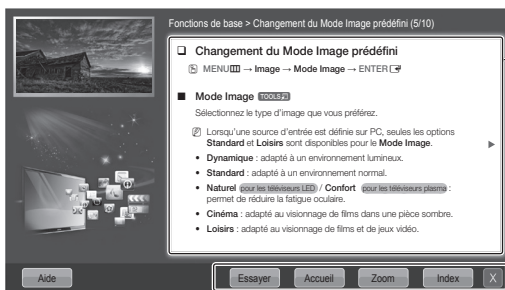 Fonctions de base > Changement du Mode Image prédéfini (5/10)
Changement du Mode Image prédéfini
MENU → Image → Mode Image → ENTER
Mode Image TOOLS
Sélectionnez le type d'image que vous préférez.
Lorsqu'une source d'entrée est définie sur PC, seules les options
Standard et Loisirs sont disponibles pour le Mode Image.
• Dynamique : adapté à un environnement lumineux.
• Standard : adapté à un environnement normal.
• Naturel pour les téléviseurs LED / Confort pour les téléviseurs plasma :
permet de réduire la fatigue oculaire.
• Cinéma : adapté au visionnage de films dans une pièce sombre.
• Loisirs : adapté au visionnage de films et de jeux vidéo.
Aide Essayer Accueil Zoom Index X